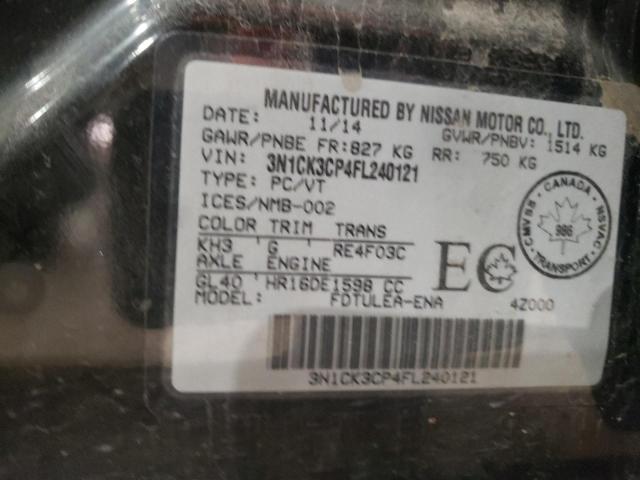 MANUFACTURED BY NISSAN MOTOR CO., LTD.
DATE: 11/14 GVWR/PNBV: 1514 KG
GAWR/PNBE FR:827 KG RR: 750 KG
VIN: 3N1CK3CP4FL240121
TYPE: PC/VT
ICES/NMB-002
COLOR TRIM TRANS
KH3 G RE4F03C
AXLE ENGINE
GL40 HR16DE1598 CC
MODEL: FDTULEA-ENA 4Z000
EC
CANADA
CMVSS NSVAC
986
TRANSPORT
3N1CK3CP4FL240121